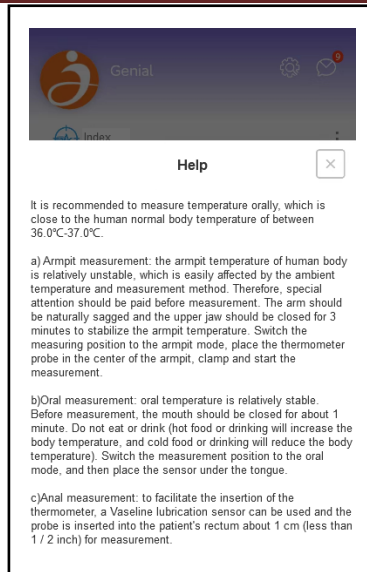 Genial
9
Index
Help
It is recommended to measure temperature orally, which is
close to the human normal body temperature of between
36.0℃-37.0℃.
a) Armpit measurement: the armpit temperature of human body
is relatively unstable, which is easily affected by the ambient
temperature and measurement method. Therefore, special
attention should be paid before measurement. The arm should
be naturally sagged and the upper jaw should be closed for 3
minutes to stabilize the armpit temperature. Switch the
measuring position to the armpit mode, place the thermometer
probe in the center of the armpit, clamp and start the
measurement.
b)Oral measurement: oral temperature is relatively stable.
Before measurement, the mouth should be closed for about 1
minute. Do not eat or drink (hot food or drinking will increase the
body temperature, and cold food or drinking will reduce the body
temperature). Switch the measurement position to the oral
mode, and then place the sensor under the tongue.
c)Anal measurement: to facilitate the insertion of the
thermometer, a Vaseline lubrication sensor can be used and the
probe is inserted into the patient's rectum about 1 cm (less than
1 / 2 inch) for measurement.